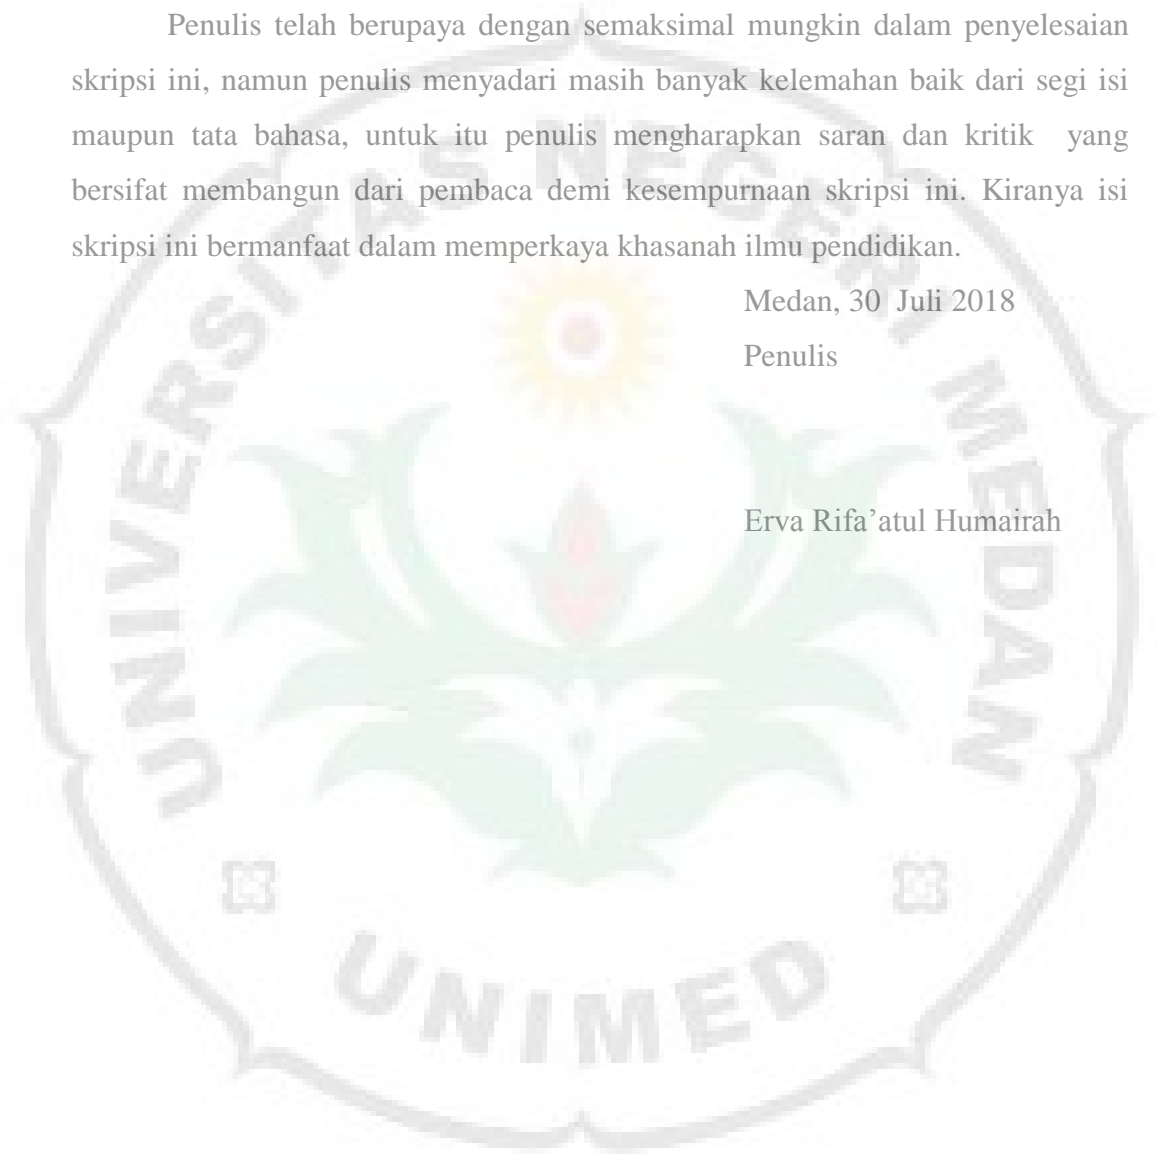 Penulis telah berupaya dengan semaksimal mungkin dalam penyelesaian
skripsi ini, namun penulis menyadari masih banyak kelemahan baik dari segi isi
maupun tata bahasa, untuk itu penulis mengharapkan saran dan kritik yang
bersifat membangun dari pembaca demi kesempurnaan skripsi ini. Kiranya isi
skripsi ini bermanfaat dalam memperkaya khasanah ilmu pendidikan.
Medan, 30 Juli 2018
Penulis
Erva Rifa’atul Humairah
UNIVERSITAS NEGERI MEDAN
UNIMED